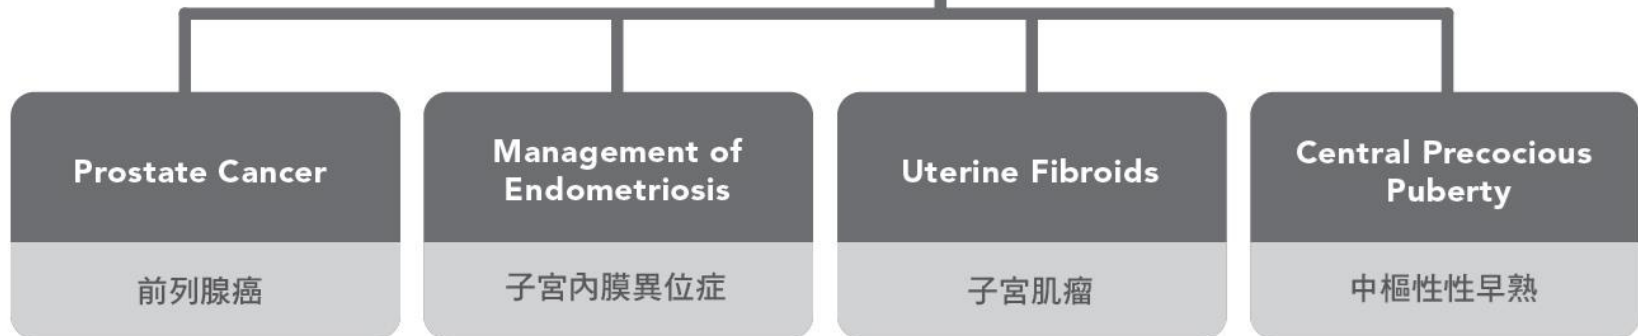 Prostate Cancer
前列腺癌
Management of
Endometriosis
子宮內膜異位症
Uterine Fibroids
子宮肌瘤
Central Precocious
Puberty
中樞性性早熟